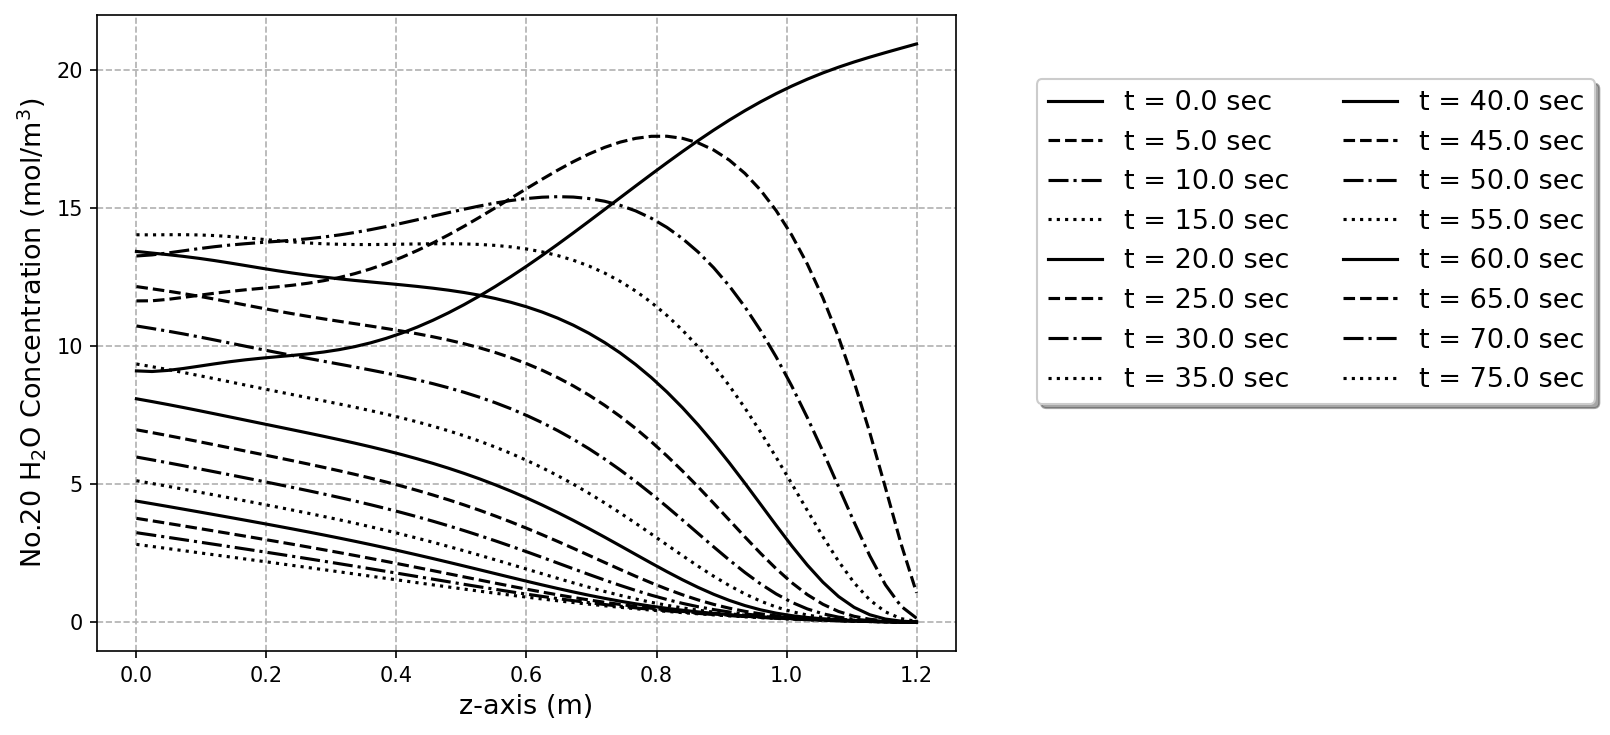 No.20 H₂O Concentration (mol/m³)
20
15
10
5
0
0.0 0.2 0.4 0.6 0.8 1.0 1.2
z-axis (m)
t = 0.0 sec
t = 5.0 sec
t = 10.0 sec
t = 15.0 sec
t = 20.0 sec
t = 25.0 sec
t = 30.0 sec
t = 35.0 sec
t = 40.0 sec
t = 45.0 sec
t = 50.0 sec
t = 55.0 sec
t = 60.0 sec
t = 65.0 sec
t = 70.0 sec
t = 75.0 sec